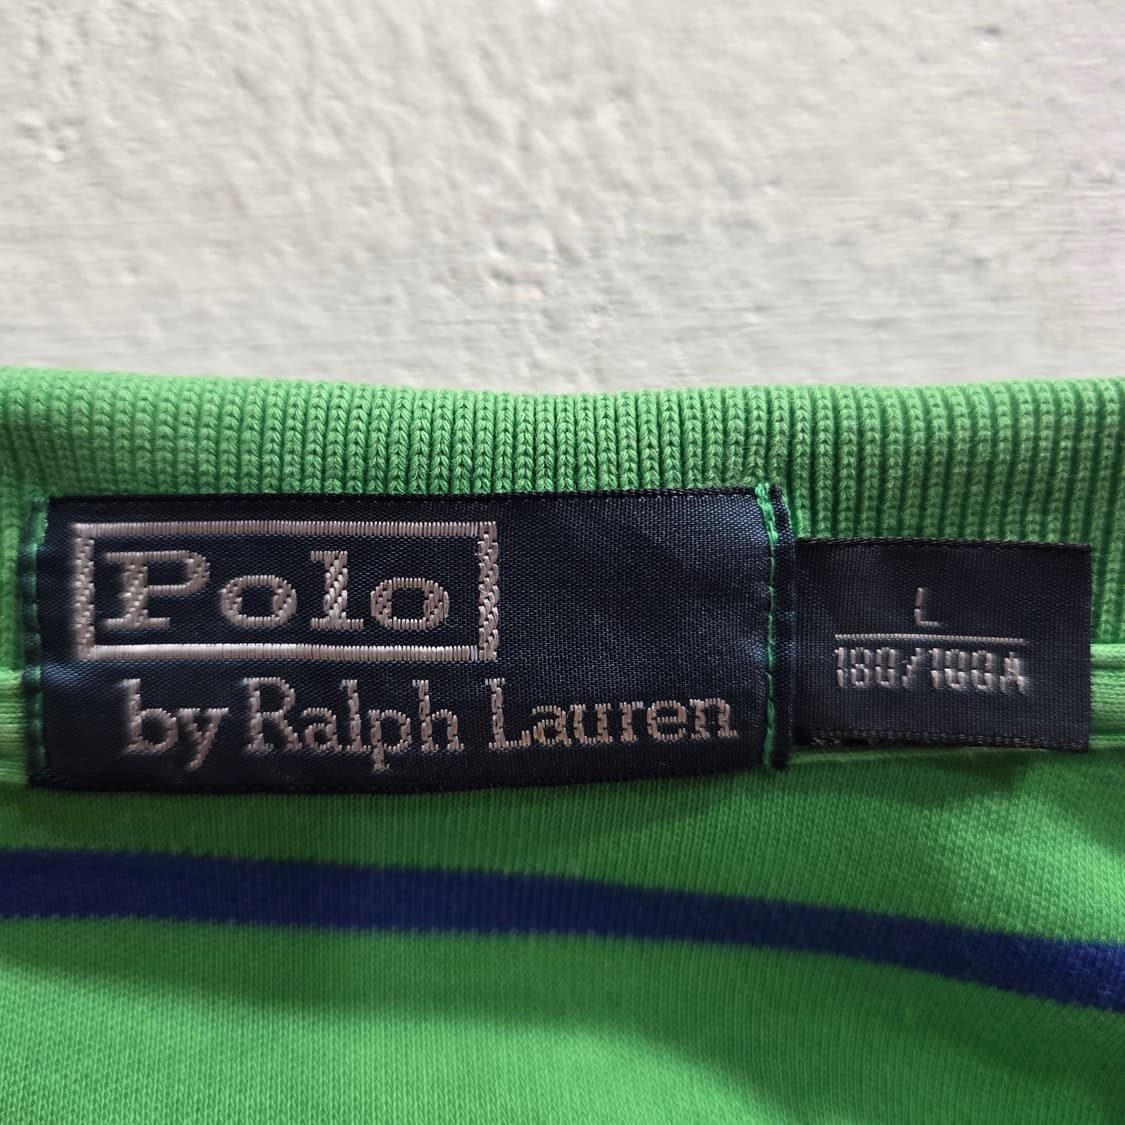 Polo
by Ralph Lauren
L
180/100A